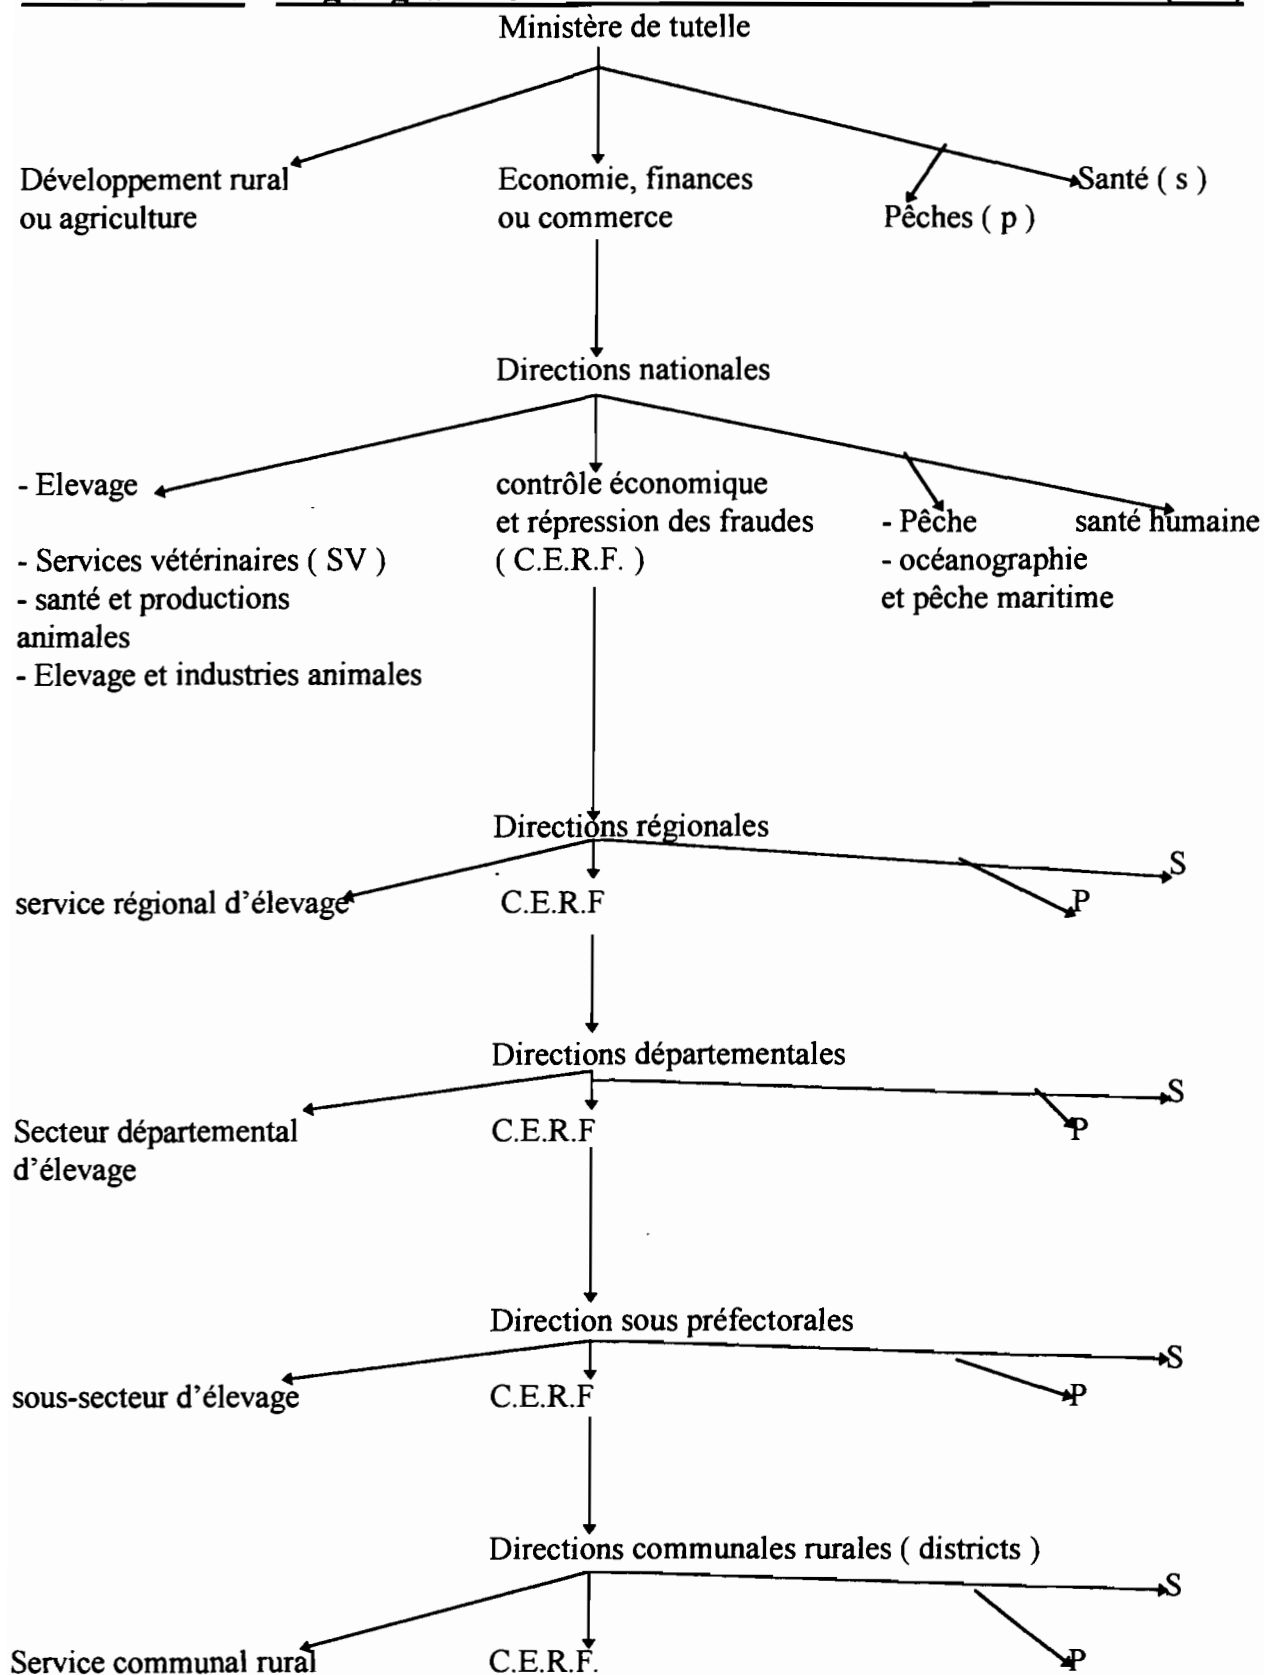 Ministère de tutelle
Développement rural
ou agriculture
Economie, finances
ou commerce
Pêches ( p )
Santé ( s )
Directions nationales
- Elevage
- Services vétérinaires ( SV )
- santé et productions
animales
- Elevage et industries animales
contrôle économique
et répression des fraudes
( C.E.R.F. )
- Pêche
- océanographie
et pêche maritime
santé humaine
Directions régionales
service régional d'élevage
C.E.R.F
P
S
Directions départementales
Secteur départemental
d'élevage
C.E.R.F
P
S
Direction sous préfectorales
sous-secteur d'élevage
C.E.R.F
P
S
Directions communales rurales ( districts )
Service communal rural
C.E.R.F.
P
S